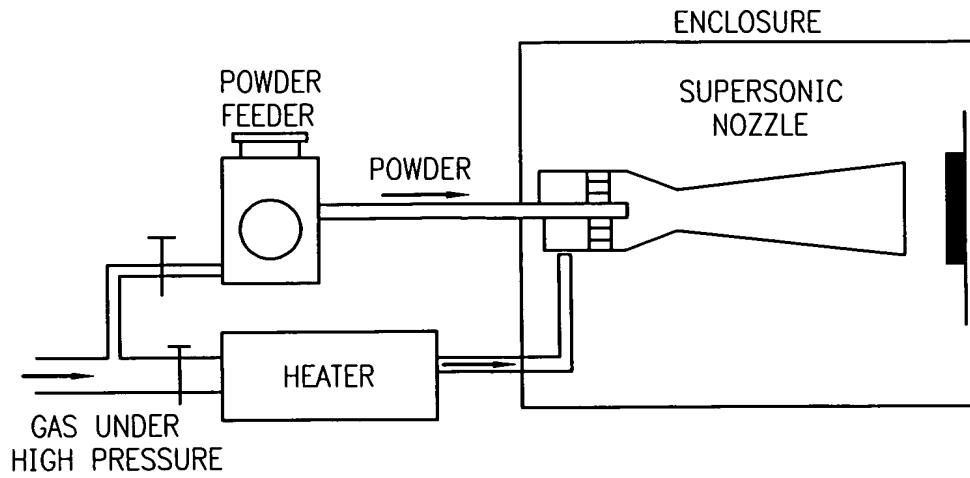 ENCLOSURE
POWDER
FEEDER
SUPERSONIC
NOZZLE
POWDER
HEATER
GAS UNDER
HIGH PRESSURE